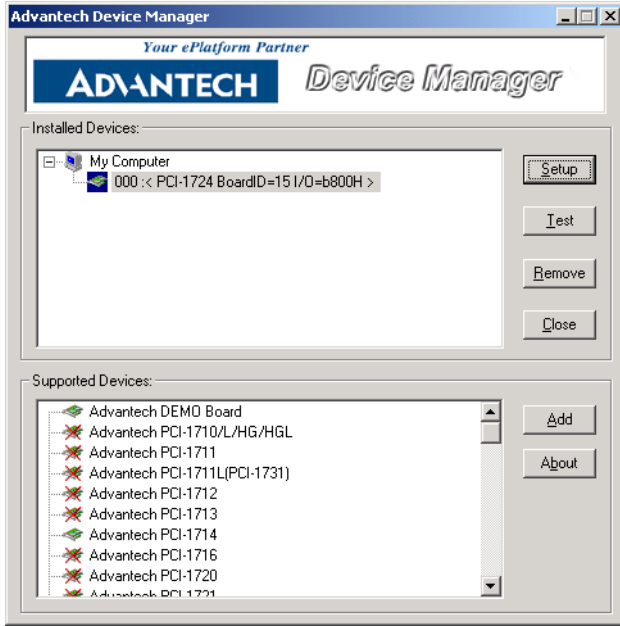 Advantech Device Manager
Your ePlatform Partner
ADVANTECH Device Manager
Installed Devices:
My Computer
000 :< PCI-1724 BoardID=15 I/O=b800H >
Setup
Test
Remove
Close
Supported Devices:
Advantech DEMO Board
Advantech PCI-1710/L/HG/HGL
Advantech PCI-1711
Advantech PCI-1711L(PCI-1731)
Advantech PCI-1712
Advantech PCI-1713
Advantech PCI-1714
Advantech PCI-1716
Advantech PCI-1720
Advantech PCI-1721
Add
About